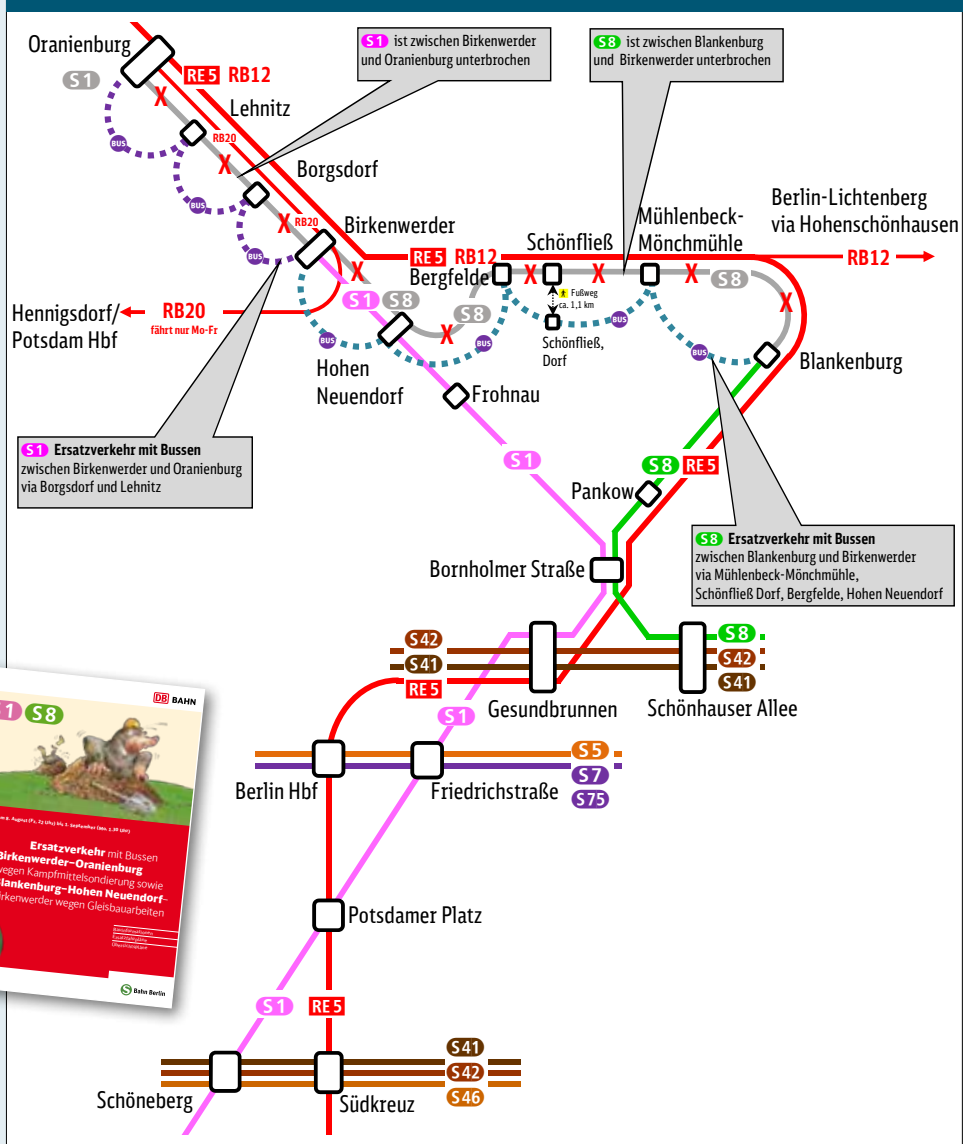 Oranienburg
S1
RE5 RB12
Lehnitz
S1 ist zwischen Birkenwerder
und Oranienburg unterbrochen
S8 ist zwischen Blankenburg
und Birkenwerder unterbrochen
BUS
RB20
Borgsdorf
BUS
RB20
Birkenwerder
BUS
Mühlenbeck-
Mönchmühle
Schönfließ
Berlin-Lichtenberg
via Hohenschönhausen
RE5 RB12
RB12
Bergfelde
S8
Fußweg
ca. 1,1 km
S1
S8
S8
Hennigsdorf/
Potsdam Hbf
RB20
fährt nur Mo-Fr
BUS
BUS
BUS
BUS
Schönfließ,
Dorf
Blankenburg
Hohen
Neuendorf
Frohnau
S1 Ersatzverkehr mit Bussen
zwischen Birkenwerder und Oranienburg
via Borgsdorf und Lehnitz
S1
S8 RE5
Pankow
S8 Ersatzverkehr mit Bussen
zwischen Blankenburg und Birkenwerder
via Mühlenbeck-Mönchmühle,
Schönfließ Dorf, Bergfelde, Hohen Neuendorf
Bornholmer Straße
S42
S41
RE5
S8
S42
S41
Gesundbrunnen
Schönhauser Allee
S1
S5
S7
S75
Berlin Hbf
Friedrichstraße
DB BAHN
S1 S8
Ersatzverkehr mit Bussen
Birkenwerder–Oranienburg
wegen Kampfmittelsondierung sowie
Blankenburg–Hohen Neuendorf–
Birkenwerder wegen Gleisbauarbeiten
S Bahn Berlin
Potsdamer Platz
S1
RE5
S41
S42
S46
Schöneberg
Südkreuz